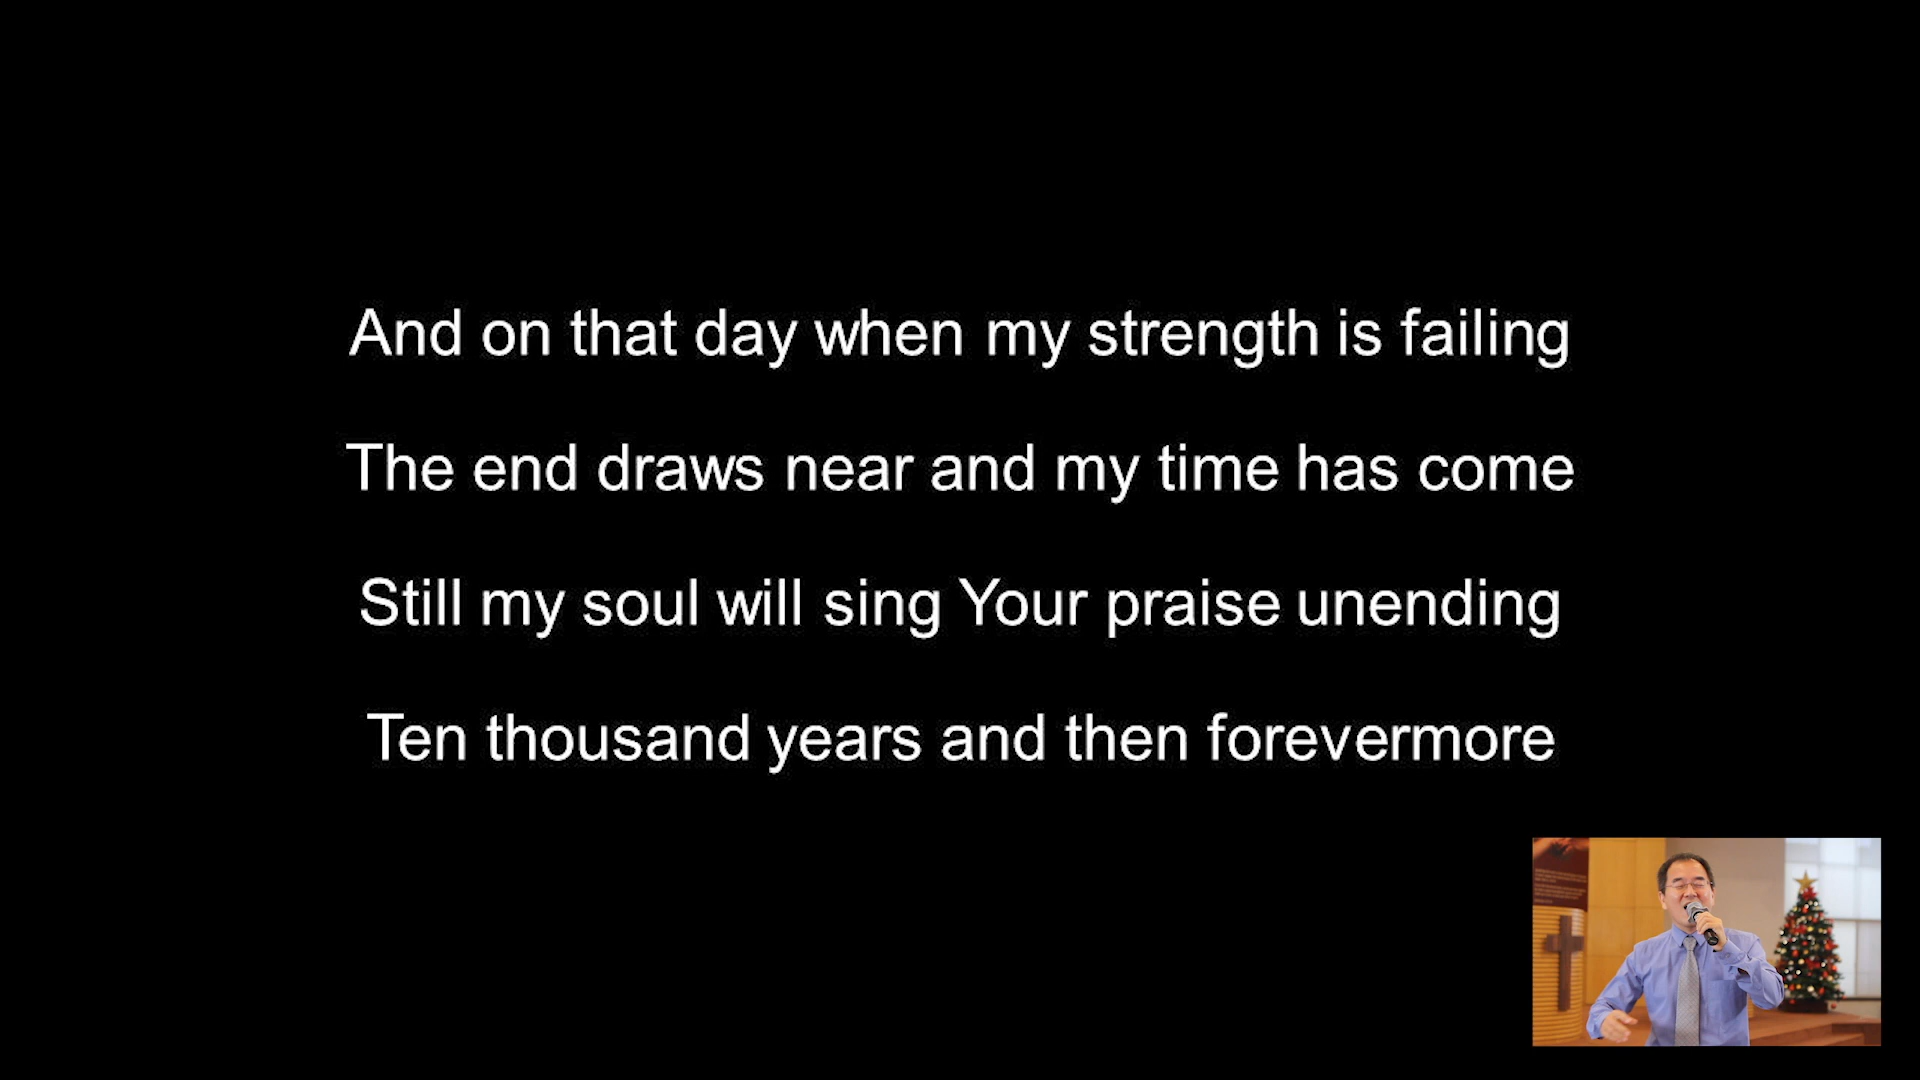 And on that day when my strength is failing
The end draws near and my time has come
Still my soul will sing Your praise unending
Ten thousand years and then forevermore